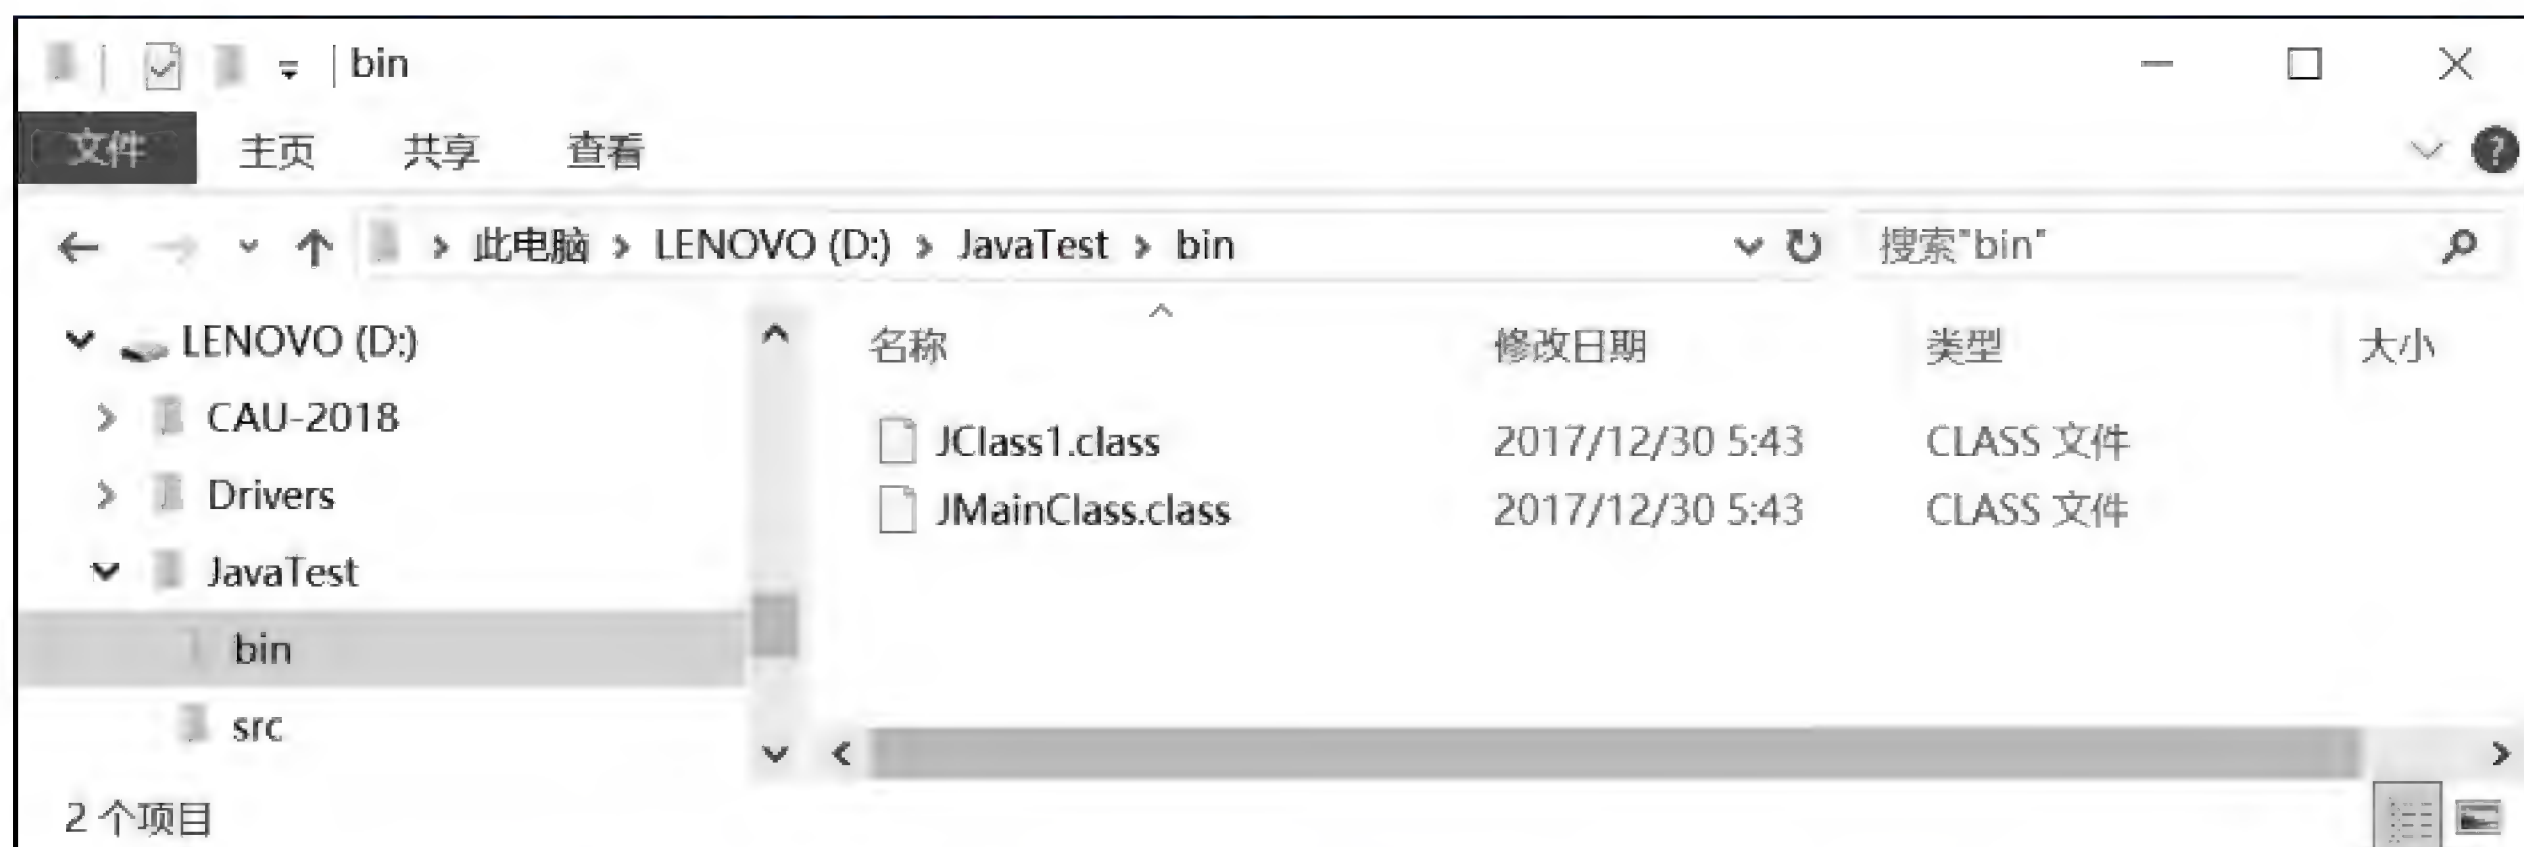 bin
文件 主页 共享 查看
此电脑 > LENOVO (D:) > JavaTest > bin 搜索"bin"
LENOVO (D:)
CAU-2018
Drivers
JavaTest
bin
src
名称 修改日期 类型 大小
JClass1.class 2017/12/30 5:43 CLASS 文件
JMainClass.class 2017/12/30 5:43 CLASS 文件
2 个项目